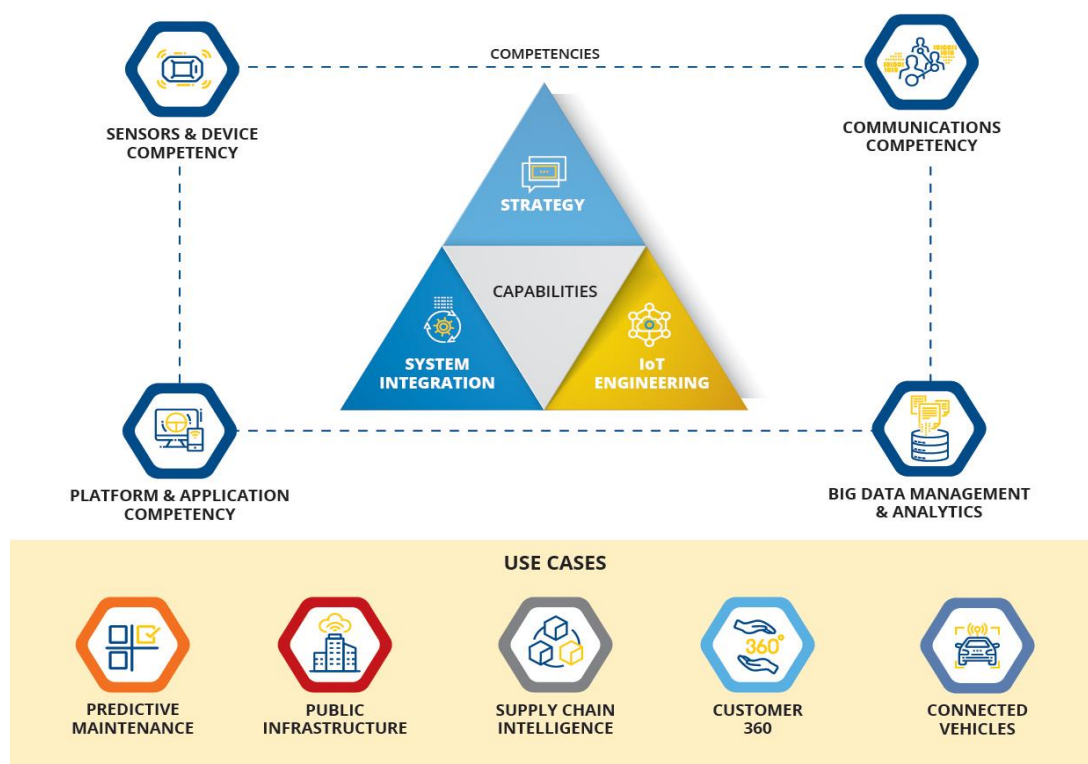 COMPETENCIES
SENSORS & DEVICE
COMPETENCY
COMMUNICATIONS
COMPETENCY
STRATEGY
CAPABILITIES
SYSTEM
INTEGRATION
IoT
ENGINEERING
PLATFORM & APPLICATION
COMPETENCY
BIG DATA MANAGEMENT
& ANALYTICS
USE CASES
360°
PREDICTIVE
MAINTENANCE
PUBLIC
INFRASTRUCTURE
SUPPLY CHAIN
INTELLIGENCE
CUSTOMER
360
CONNECTED
VEHICLES